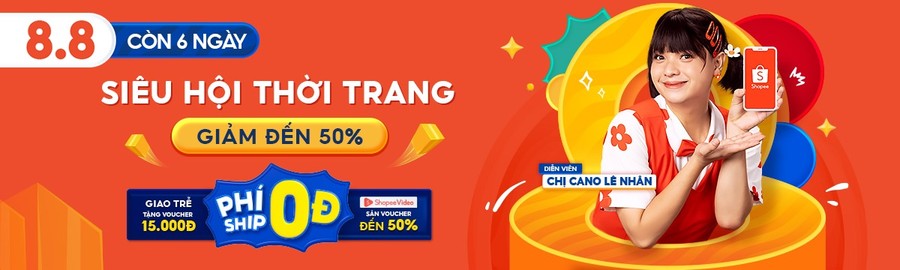 8.8
CÒN 6 NGÀY
SIÊU HỘI THỜI TRANG
GIẢM ĐẾN 50%
GIAO TRỄ
TẶNG VOUCHER
15.000Đ
PHÍ
SHIP
0Đ
ShopeeVideo
SĂN VOUCHER
ĐẾN 50%
DIỄN VIÊN
CHỊ CANO LÊ NHÂN
S
Shopee